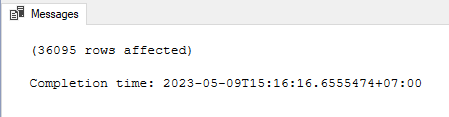 Messages
(36095 rows affected)
Completion time: 2023-05-09T15:16:16.6555474+07:00